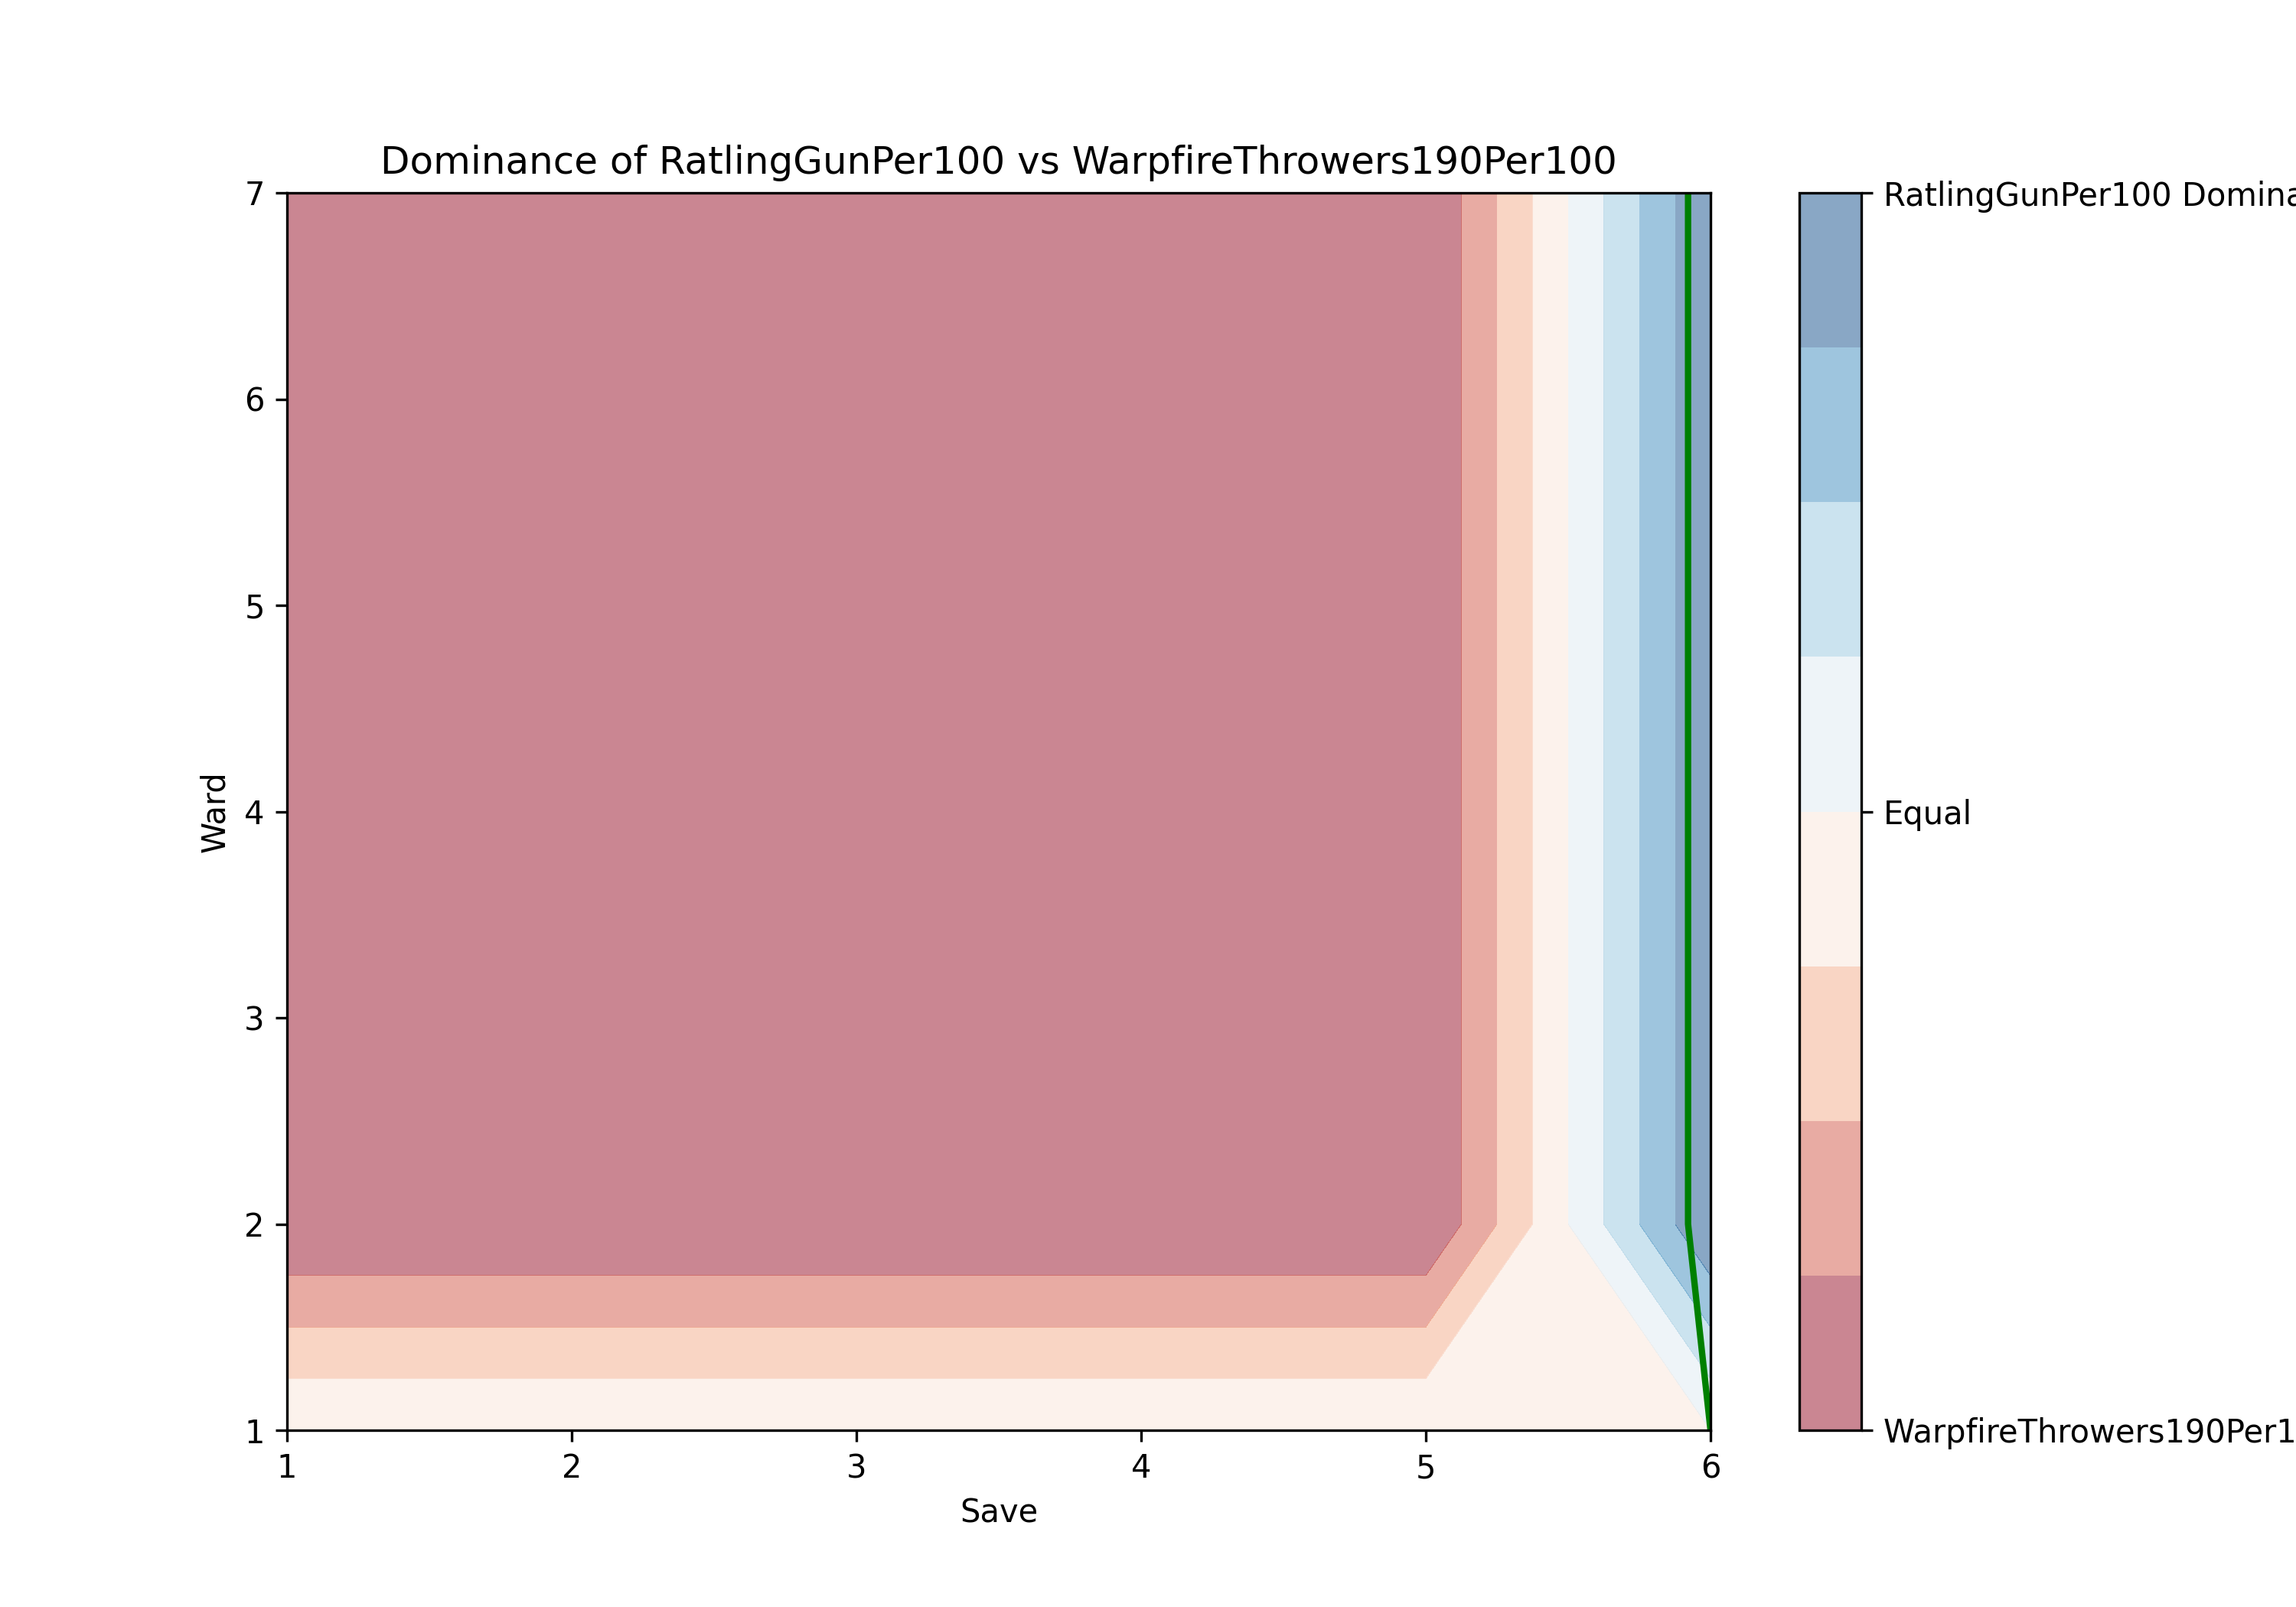 Dominance of RatlingGunPer100 vs WarpfireThrowers190Per100
7
6
5
4
3
2
1
Ward
1 2 3 4 5 6
Save
RatlingGunPer100 Domina
Equal
WarpfireThrowers190Per1